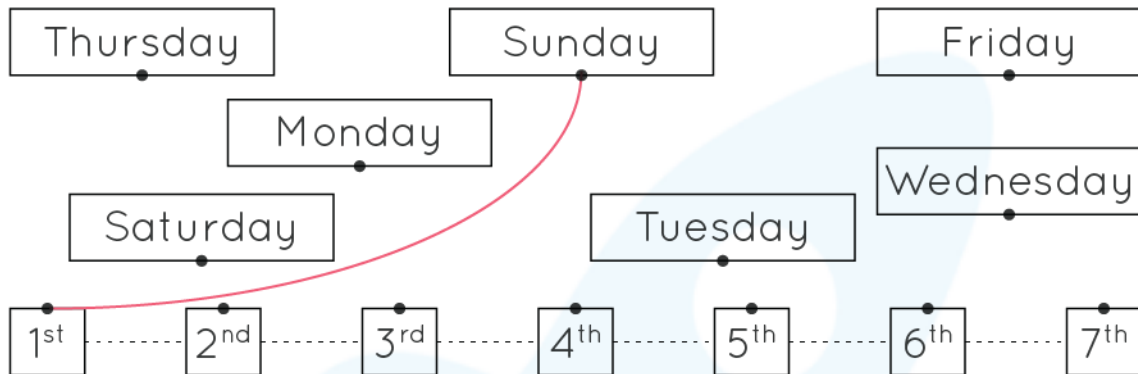 Thursday Sunday Friday
Monday
Wednesday
Saturday Tuesday
1st 2nd 3rd 4th 5th 6th 7th